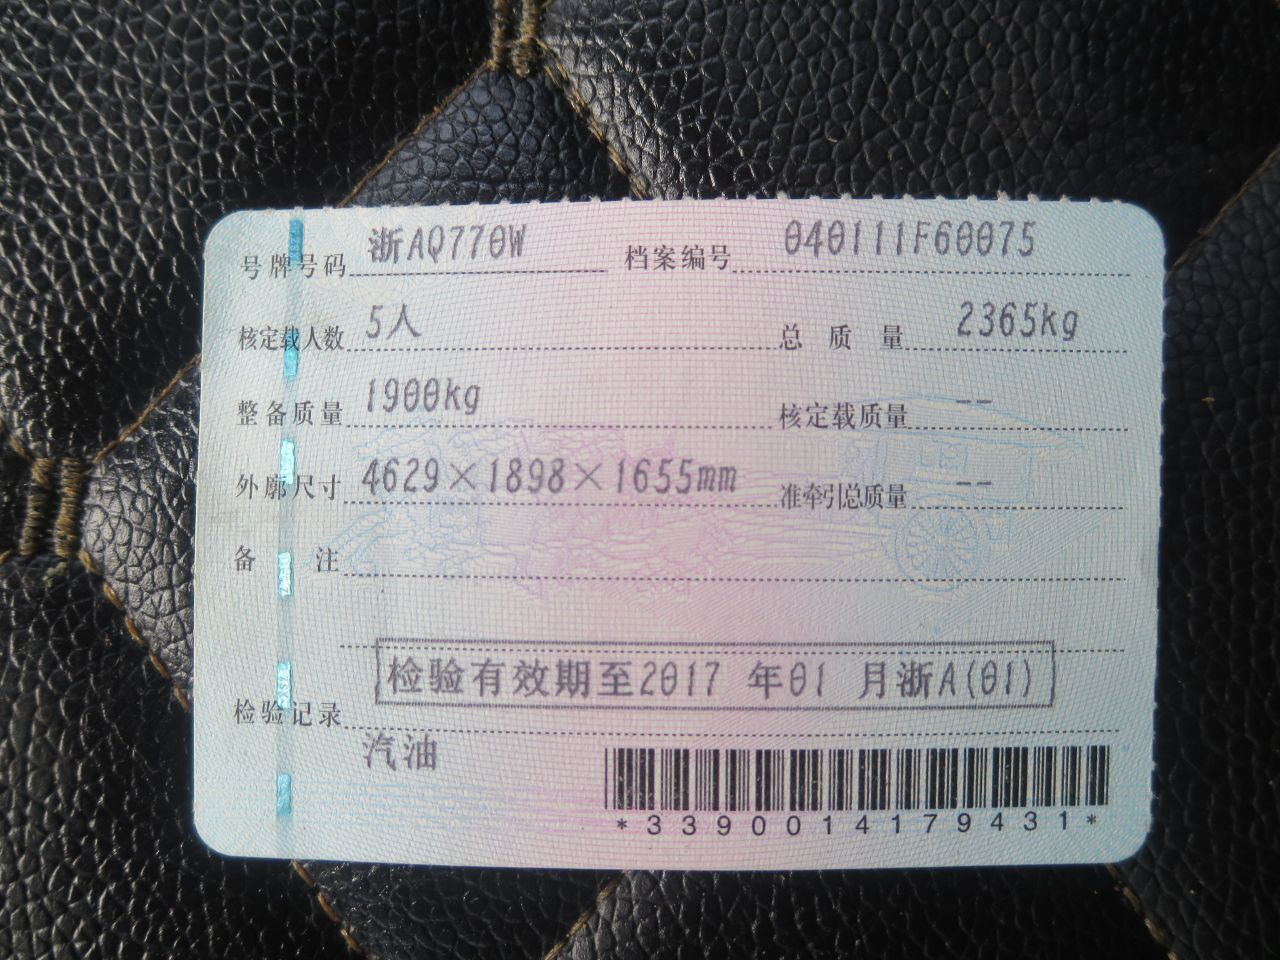 号牌号码 浙AQ770W 档案编号 040111F60075
核定载人数 5人 总质量 2365kg
整备质量 1900kg 核定载质量 --
外廓尺寸 4629×1898×1655mm 准牵引总质量 --
备注
检验有效期至2017 年01 月浙A(01)
检验记录
汽油
*3390014179431*